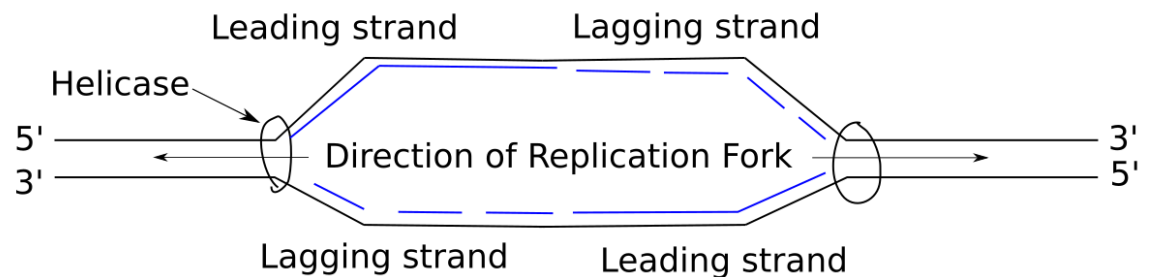 Leading strand
Lagging strand
Helicase
5'
3'
Direction of Replication Fork
3'
5'
Lagging strand
Leading strand